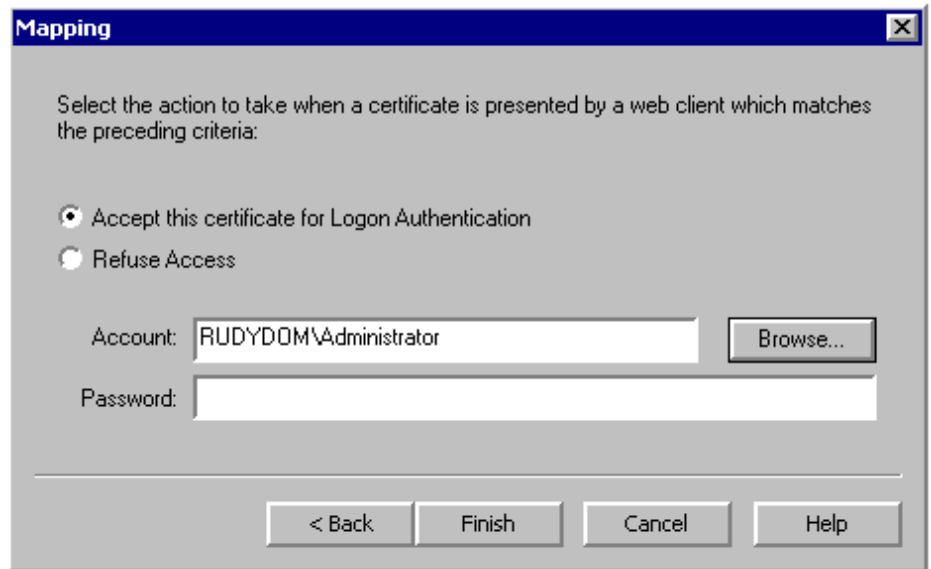 Mapping
Select the action to take when a certificate is presented by a web client which matches
the preceding criteria:
Accept this certificate for Logon Authentication
Refuse Access
Account: RUDYDOM\Administrator Browse...
Password:
< Back Finish Cancel Help